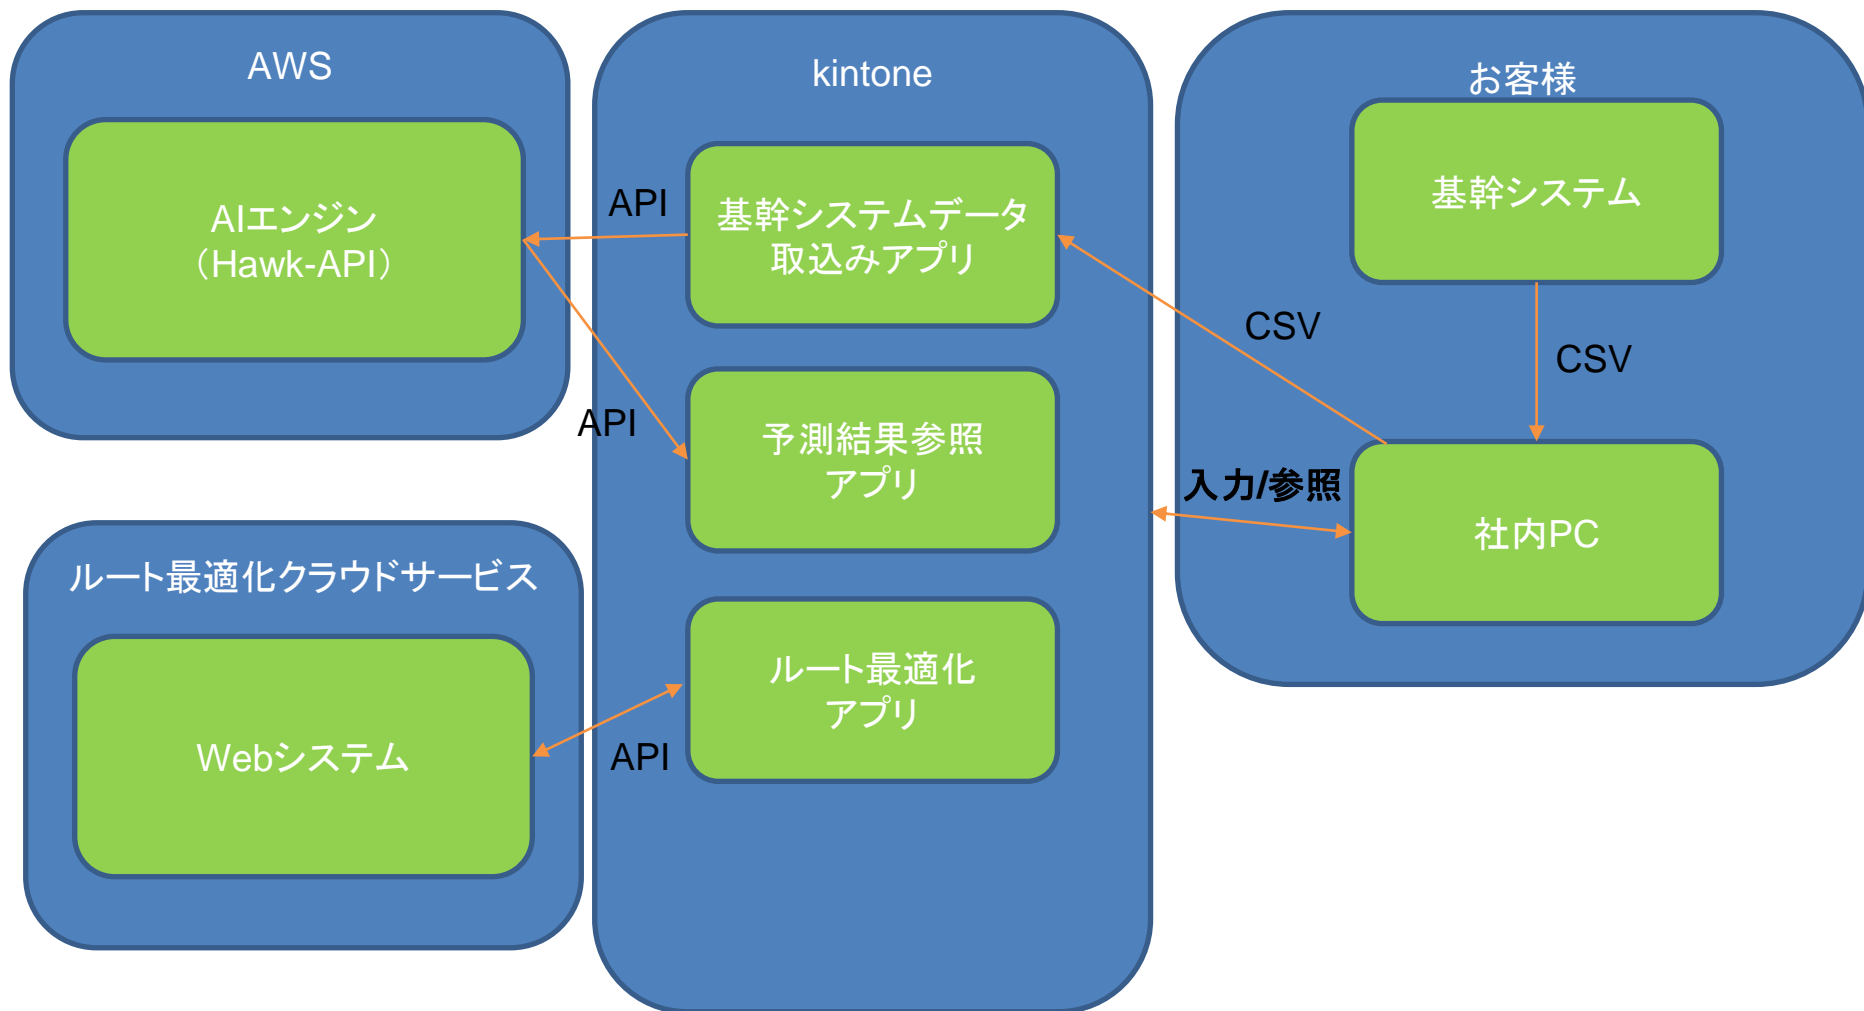 AWS
AIエンジン
（Hawk-API）
API
API
ルート最適化クラウドサービス
Webシステム
API
kintone
基幹システムデータ
取込みアプリ
予測結果参照
アプリ
ルート最適化
アプリ
お客様
基幹システム
CSV
CSV
入力/参照
社内PC